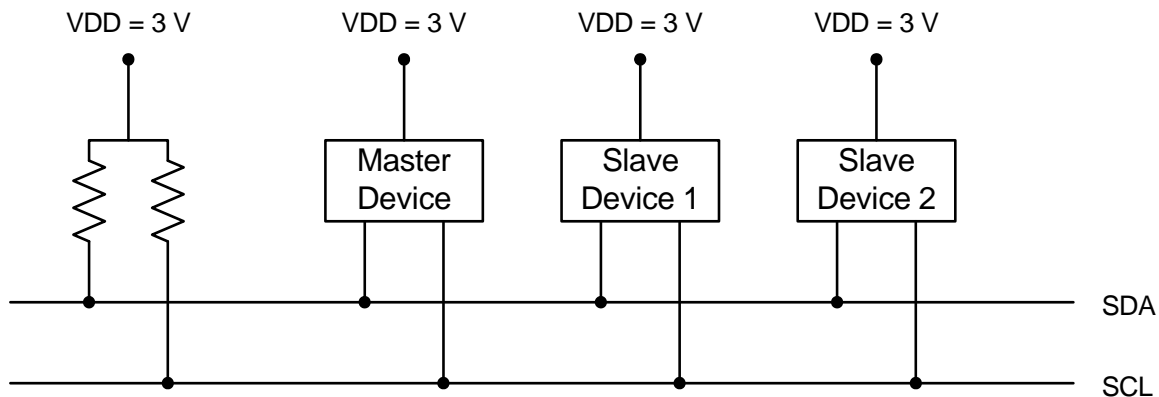 VDD = 3 V
VDD = 3 V
VDD = 3 V
VDD = 3 V
Master
Device
Slave
Device 1
Slave
Device 2
SDA
SCL